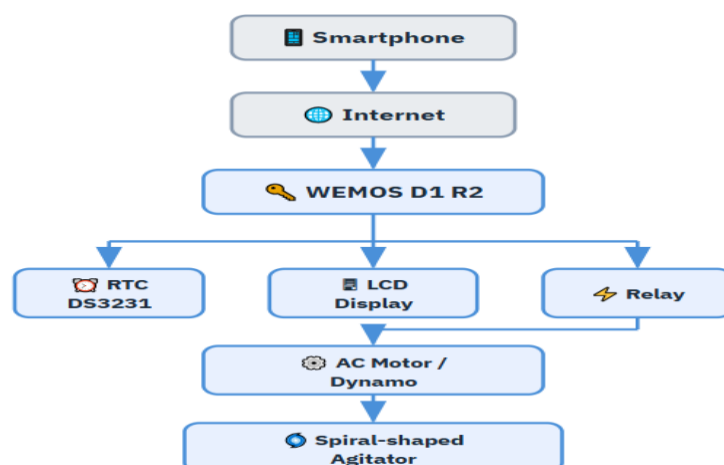 Smartphone
Internet
WEMOS D1 R2
RTC
DS3231
LCD
Display
Relay
AC Motor /
Dynamo
Spiral-shaped
Agitator